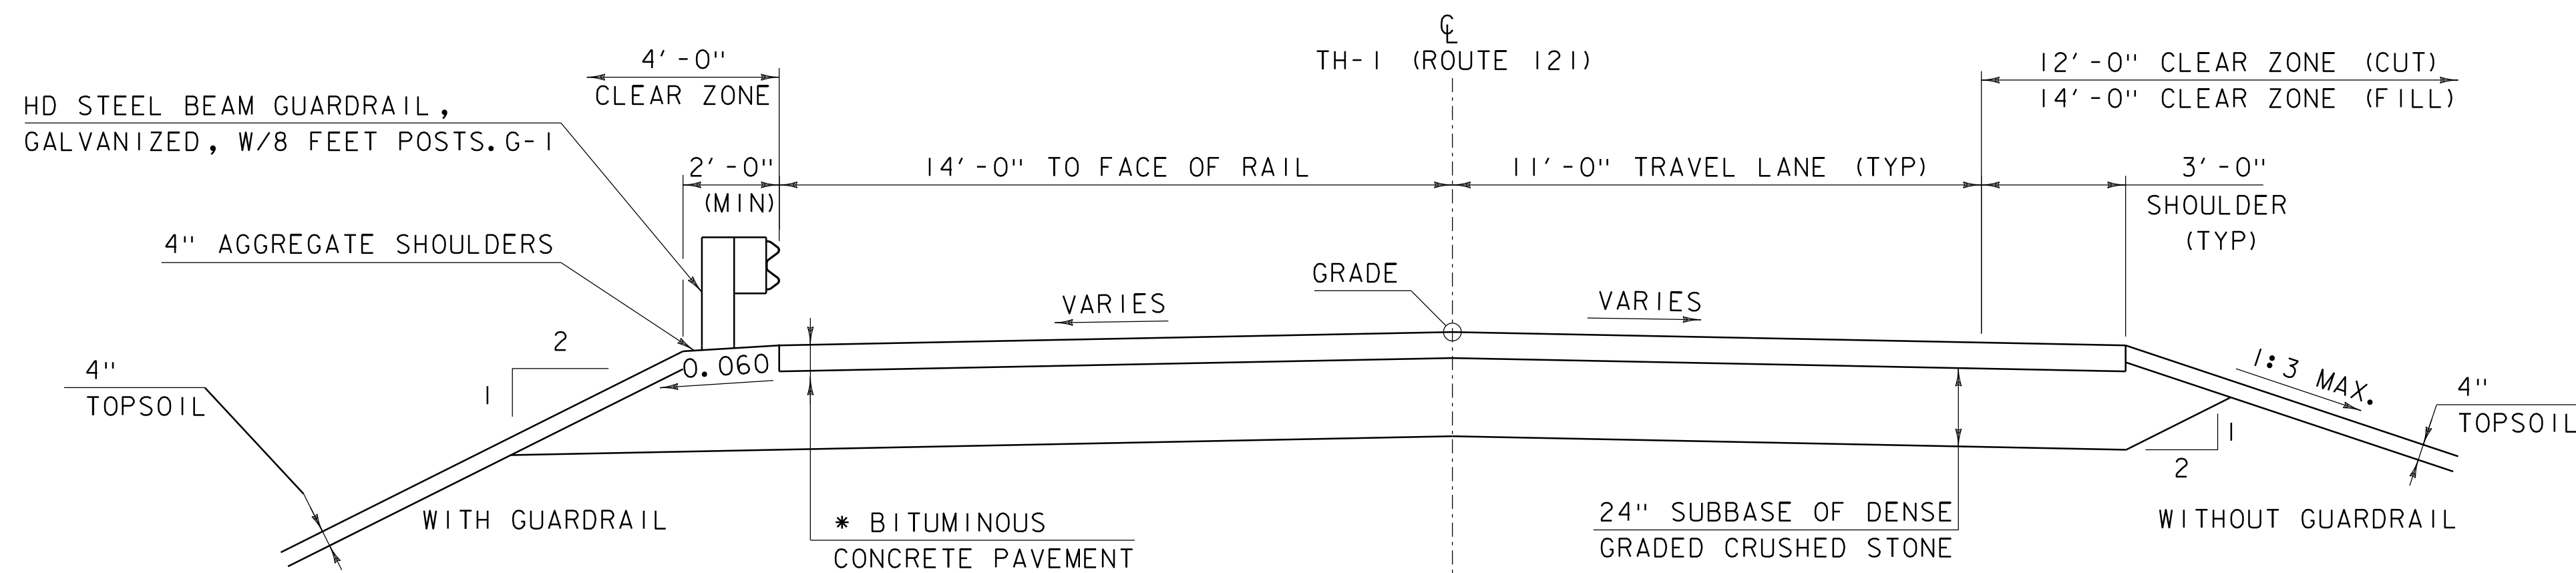 ℄
TH-1 (ROUTE 121)
4'-0"
CLEAR ZONE
12'-0" CLEAR ZONE (CUT)
14'-0" CLEAR ZONE (FILL)
HD STEEL BEAM GUARDRAIL,
GALVANIZED, W/8 FEET POSTS. G-1
2'-0"
(MIN)
14'-0" TO FACE OF RAIL
11'-0" TRAVEL LANE (TYP)
3'-0"
SHOULDER
(TYP)
4" AGGREGATE SHOULDERS
GRADE
VARIES
VARIES
2
1
0.060
1:3 MAX.
4"
TOPSOIL
4"
TOPSOIL
1
2
WITH GUARDRAIL
* BITUMINOUS
CONCRETE PAVEMENT
24" SUBBASE OF DENSE
GRADED CRUSHED STONE
WITHOUT GUARDRAIL